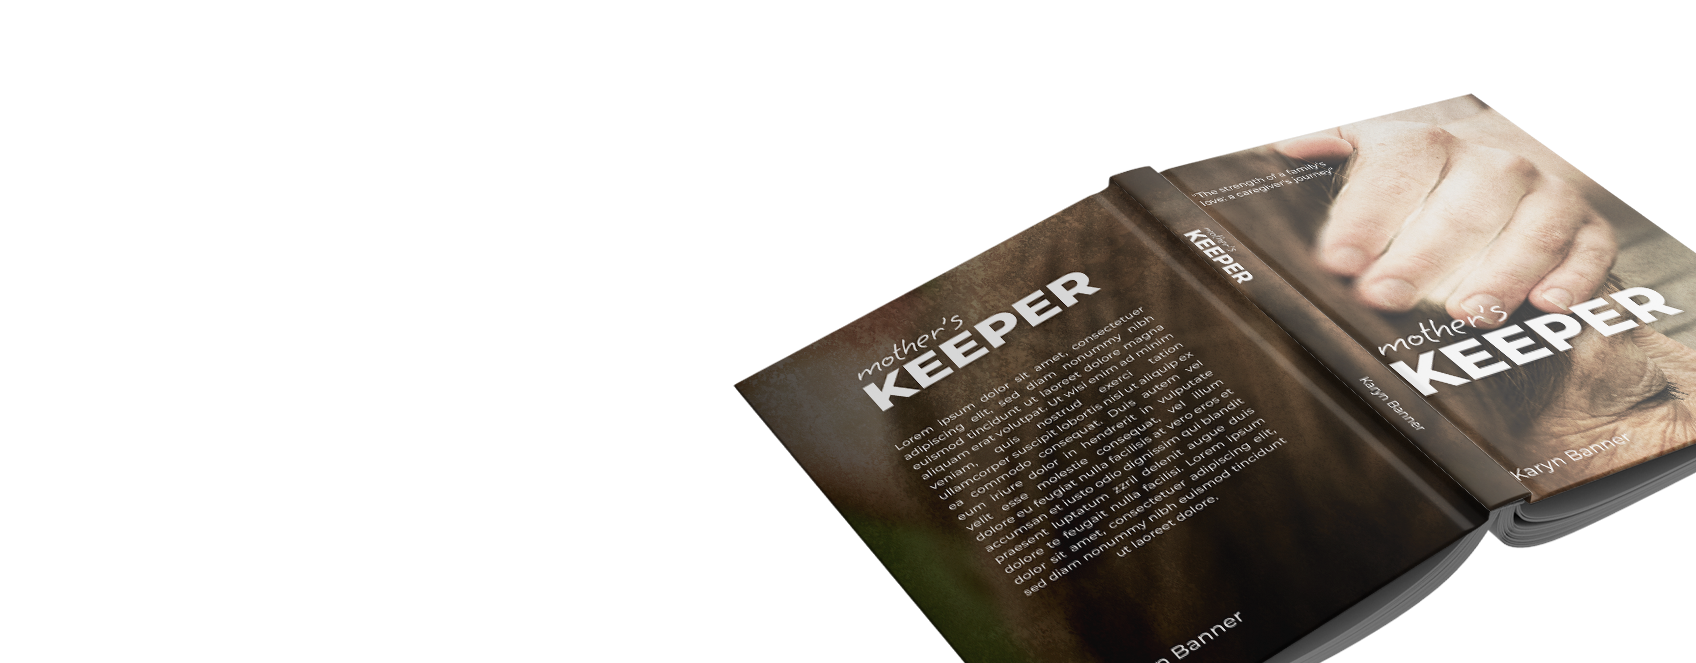 mother's
KEEPER
Lorem ipsum dolor sit amet, consectetuer
adipiscing elit, sed diam nonummy nibh
euismod tincidunt ut laoreet dolore magna
aliquam erat volutpat. Ut wisi enim ad minim
veniam, quis nostrud exerci tation
ullamcorper suscipit lobortis nisl ut aliquip ex
ea commodo consequat. Duis autem vel
eum iriure dolor in hendrerit in vulputate
velit esse molestie consequat, vel illum
dolore eu feugiat nulla facilisis at vero eros et
accumsan et iusto odio dignissim qui blandit
praesent luptatum zzril delenit augue duis
dolore te feugait nulla facilisi. Lorem ipsum
dolor sit amet, consectetuer adipiscing elit,
sed diam nonummy nibh euismod tincidunt
ut laoreet dolore.
n Banner
mother's
KEEPER
Karyn Banner
"The strength of a family's
love; a caregiver's journey"
mother's
KEEPER
Karyn Banner